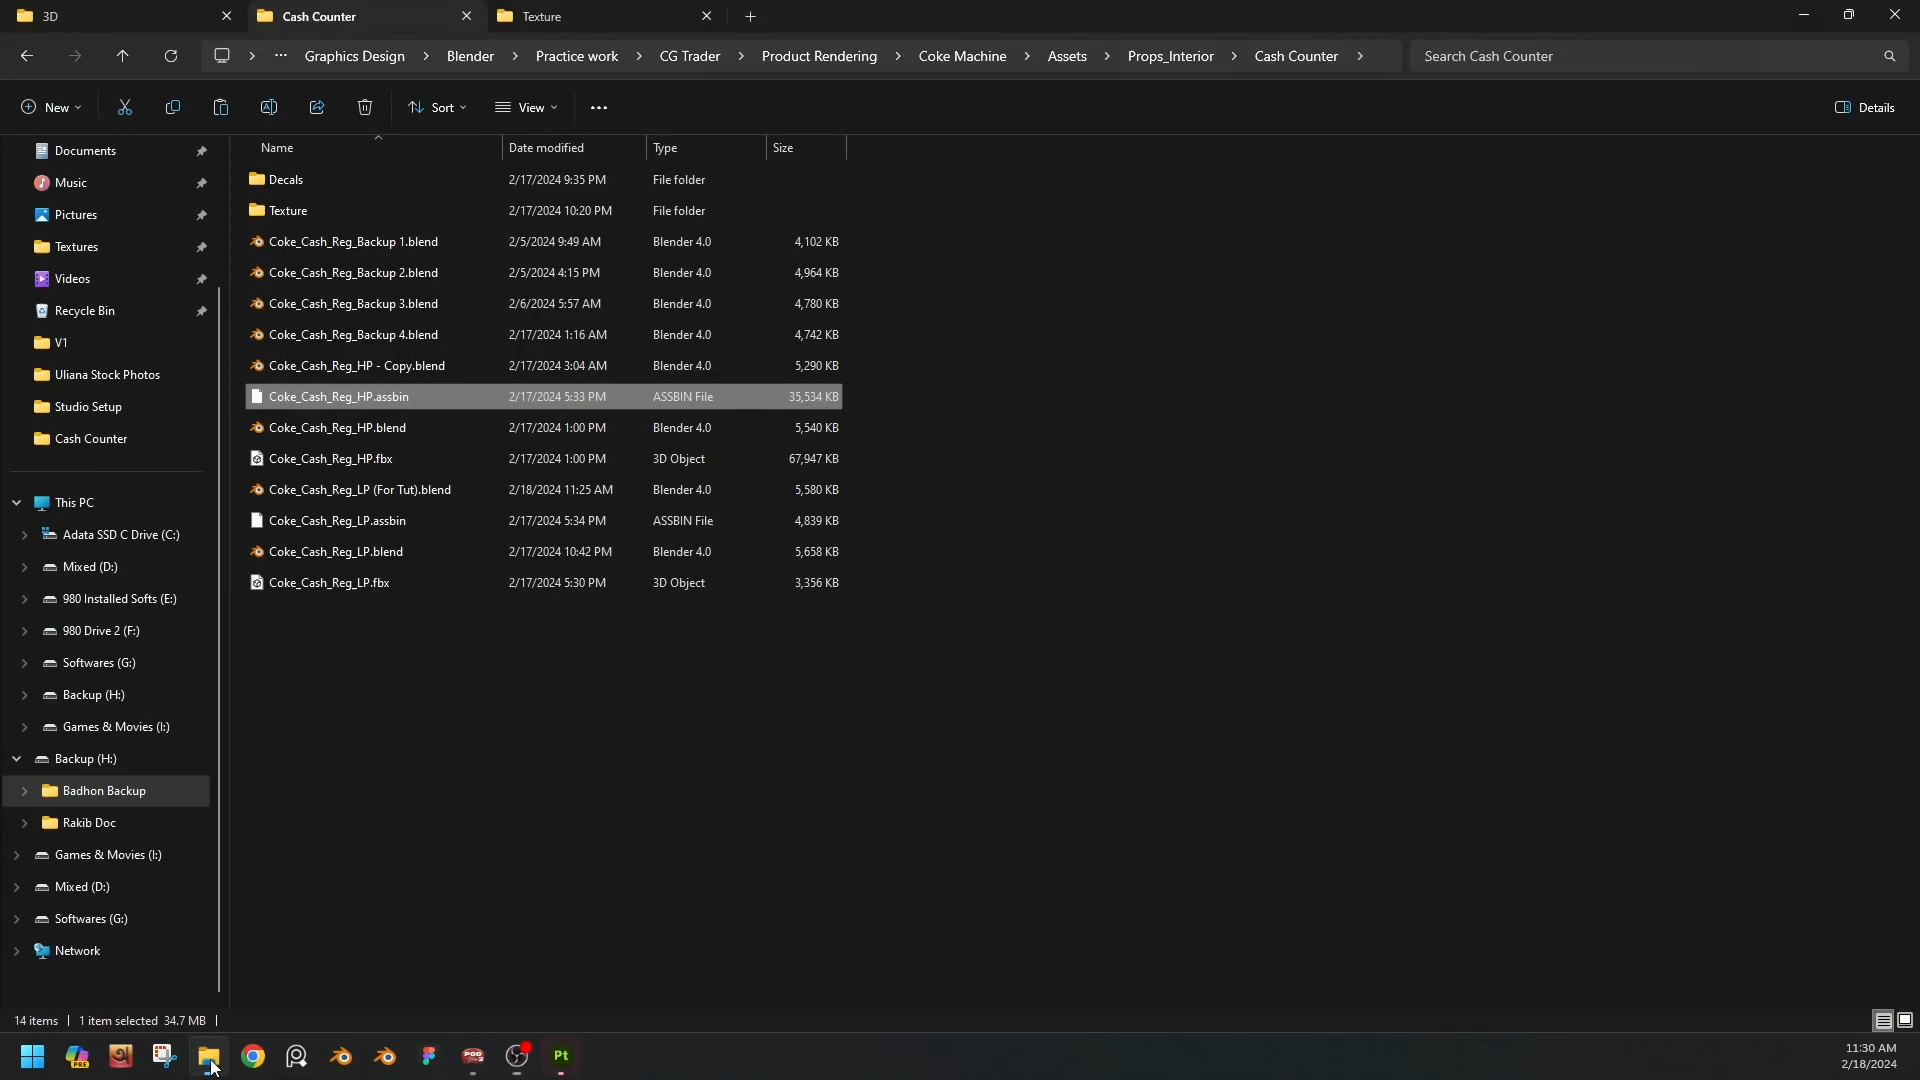 3D
Cash Counter
Texture
··· Graphics Design > Blender > Practice work > CG Trader > Product Rendering > Coke Machine > Assets > Props_Interior > Cash Counter >
Search Cash Counter
New
Sort
View
Details
Documents
Music
Pictures
Textures
Videos
Recycle Bin
V1
Uliana Stock Photos
Studio Setup
Cash Counter
This PC
Adata SSD C Drive (C:)
Mixed (D:)
980 Installed Softs (E:)
980 Drive 2 (F:)
Softwares (G:)
Backup (H:)
Games & Movies (I:)
Backup (H:)
Badhon Backup
Rakib Doc
Games & Movies (I:)
Mixed (D:)
Softwares (G:)
Network
Name Date modified Type Size
Decals 2/17/2024 9:35 PM File folder
Texture 2/17/2024 10:20 PM File folder
Coke_Cash_Reg_Backup 1.blend 2/5/2024 9:49 AM Blender 4.0 4,102 KB
Coke_Cash_Reg_Backup 2.blend 2/5/2024 4:15 PM Blender 4.0 4,964 KB
Coke_Cash_Reg_Backup 3.blend 2/6/2024 5:57 AM Blender 4.0 4,780 KB
Coke_Cash_Reg_Backup 4.blend 2/17/2024 1:16 AM Blender 4.0 4,742 KB
Coke_Cash_Reg_HP - Copy.blend 2/17/2024 3:04 AM Blender 4.0 5,290 KB
Coke_Cash_Reg_HP.assbin 2/17/2024 5:33 PM ASSBIN File 35,534 KB
Coke_Cash_Reg_HP.blend 2/17/2024 1:00 PM Blender 4.0 5,540 KB
Coke_Cash_Reg_HP.fbx 2/17/2024 1:00 PM 3D Object 67,947 KB
Coke_Cash_Reg_LP (For Tut).blend 2/18/2024 11:25 AM Blender 4.0 5,580 KB
Coke_Cash_Reg_LP.assbin 2/17/2024 5:34 PM ASSBIN File 4,839 KB
Coke_Cash_Reg_LP.blend 2/17/2024 10:42 PM Blender 4.0 5,658 KB
Coke_Cash_Reg_LP.fbx 2/17/2024 5:30 PM 3D Object 3,356 KB
14 items | 1 item selected 34.7 MB |
PRE
Pt
11:30 AM
2/18/2024